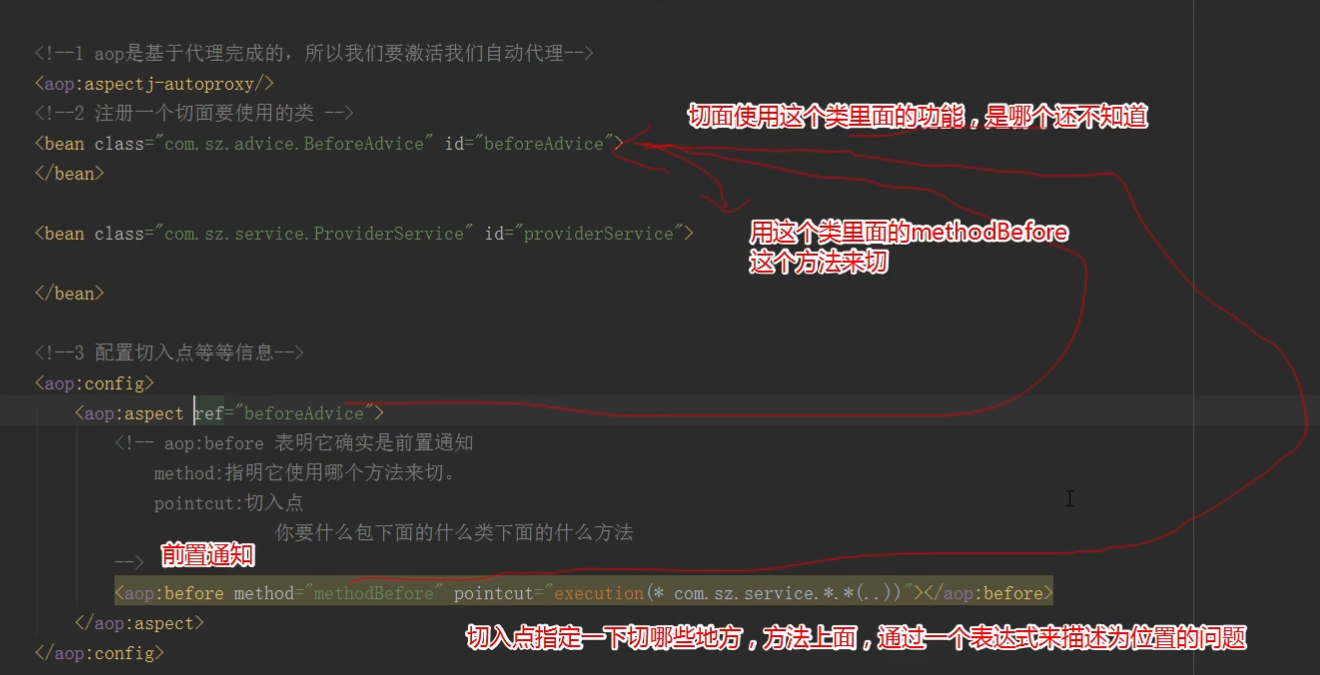 <!--1 aop是基于代理完成的，所以我们要激活我们自动代理-->
<aop:aspectj-autoproxy/>
<!--2 注册一个切面要使用的类 -->
切面使用这个类里面的功能，是哪个还不知道
<bean class="com.sz.advice.BeforeAdvice" id="beforeAdvice">
</bean>
<bean class="com.sz.service.ProviderService" id="providerService">
用这个类里面的methodBefore
这个方法来切
</bean>
<!--3 配置切入点等等信息-->
<aop:config>
<aop:aspect ref="beforeAdvice">
<!-- aop:before 表明它确实是前置通知
method:指明它使用哪个方法来切。
pointcut:切入点
你要什么包下面的什么类下面的什么方法
-->
前置通知
<aop:before method="methodBefore" pointcut="execution(* com.sz.service.*.*(..))"></aop:before>
</aop:aspect>
切入点指定一下切哪些地方，方法上面，通过一个表达式来描述为位置的问题
</aop:config>